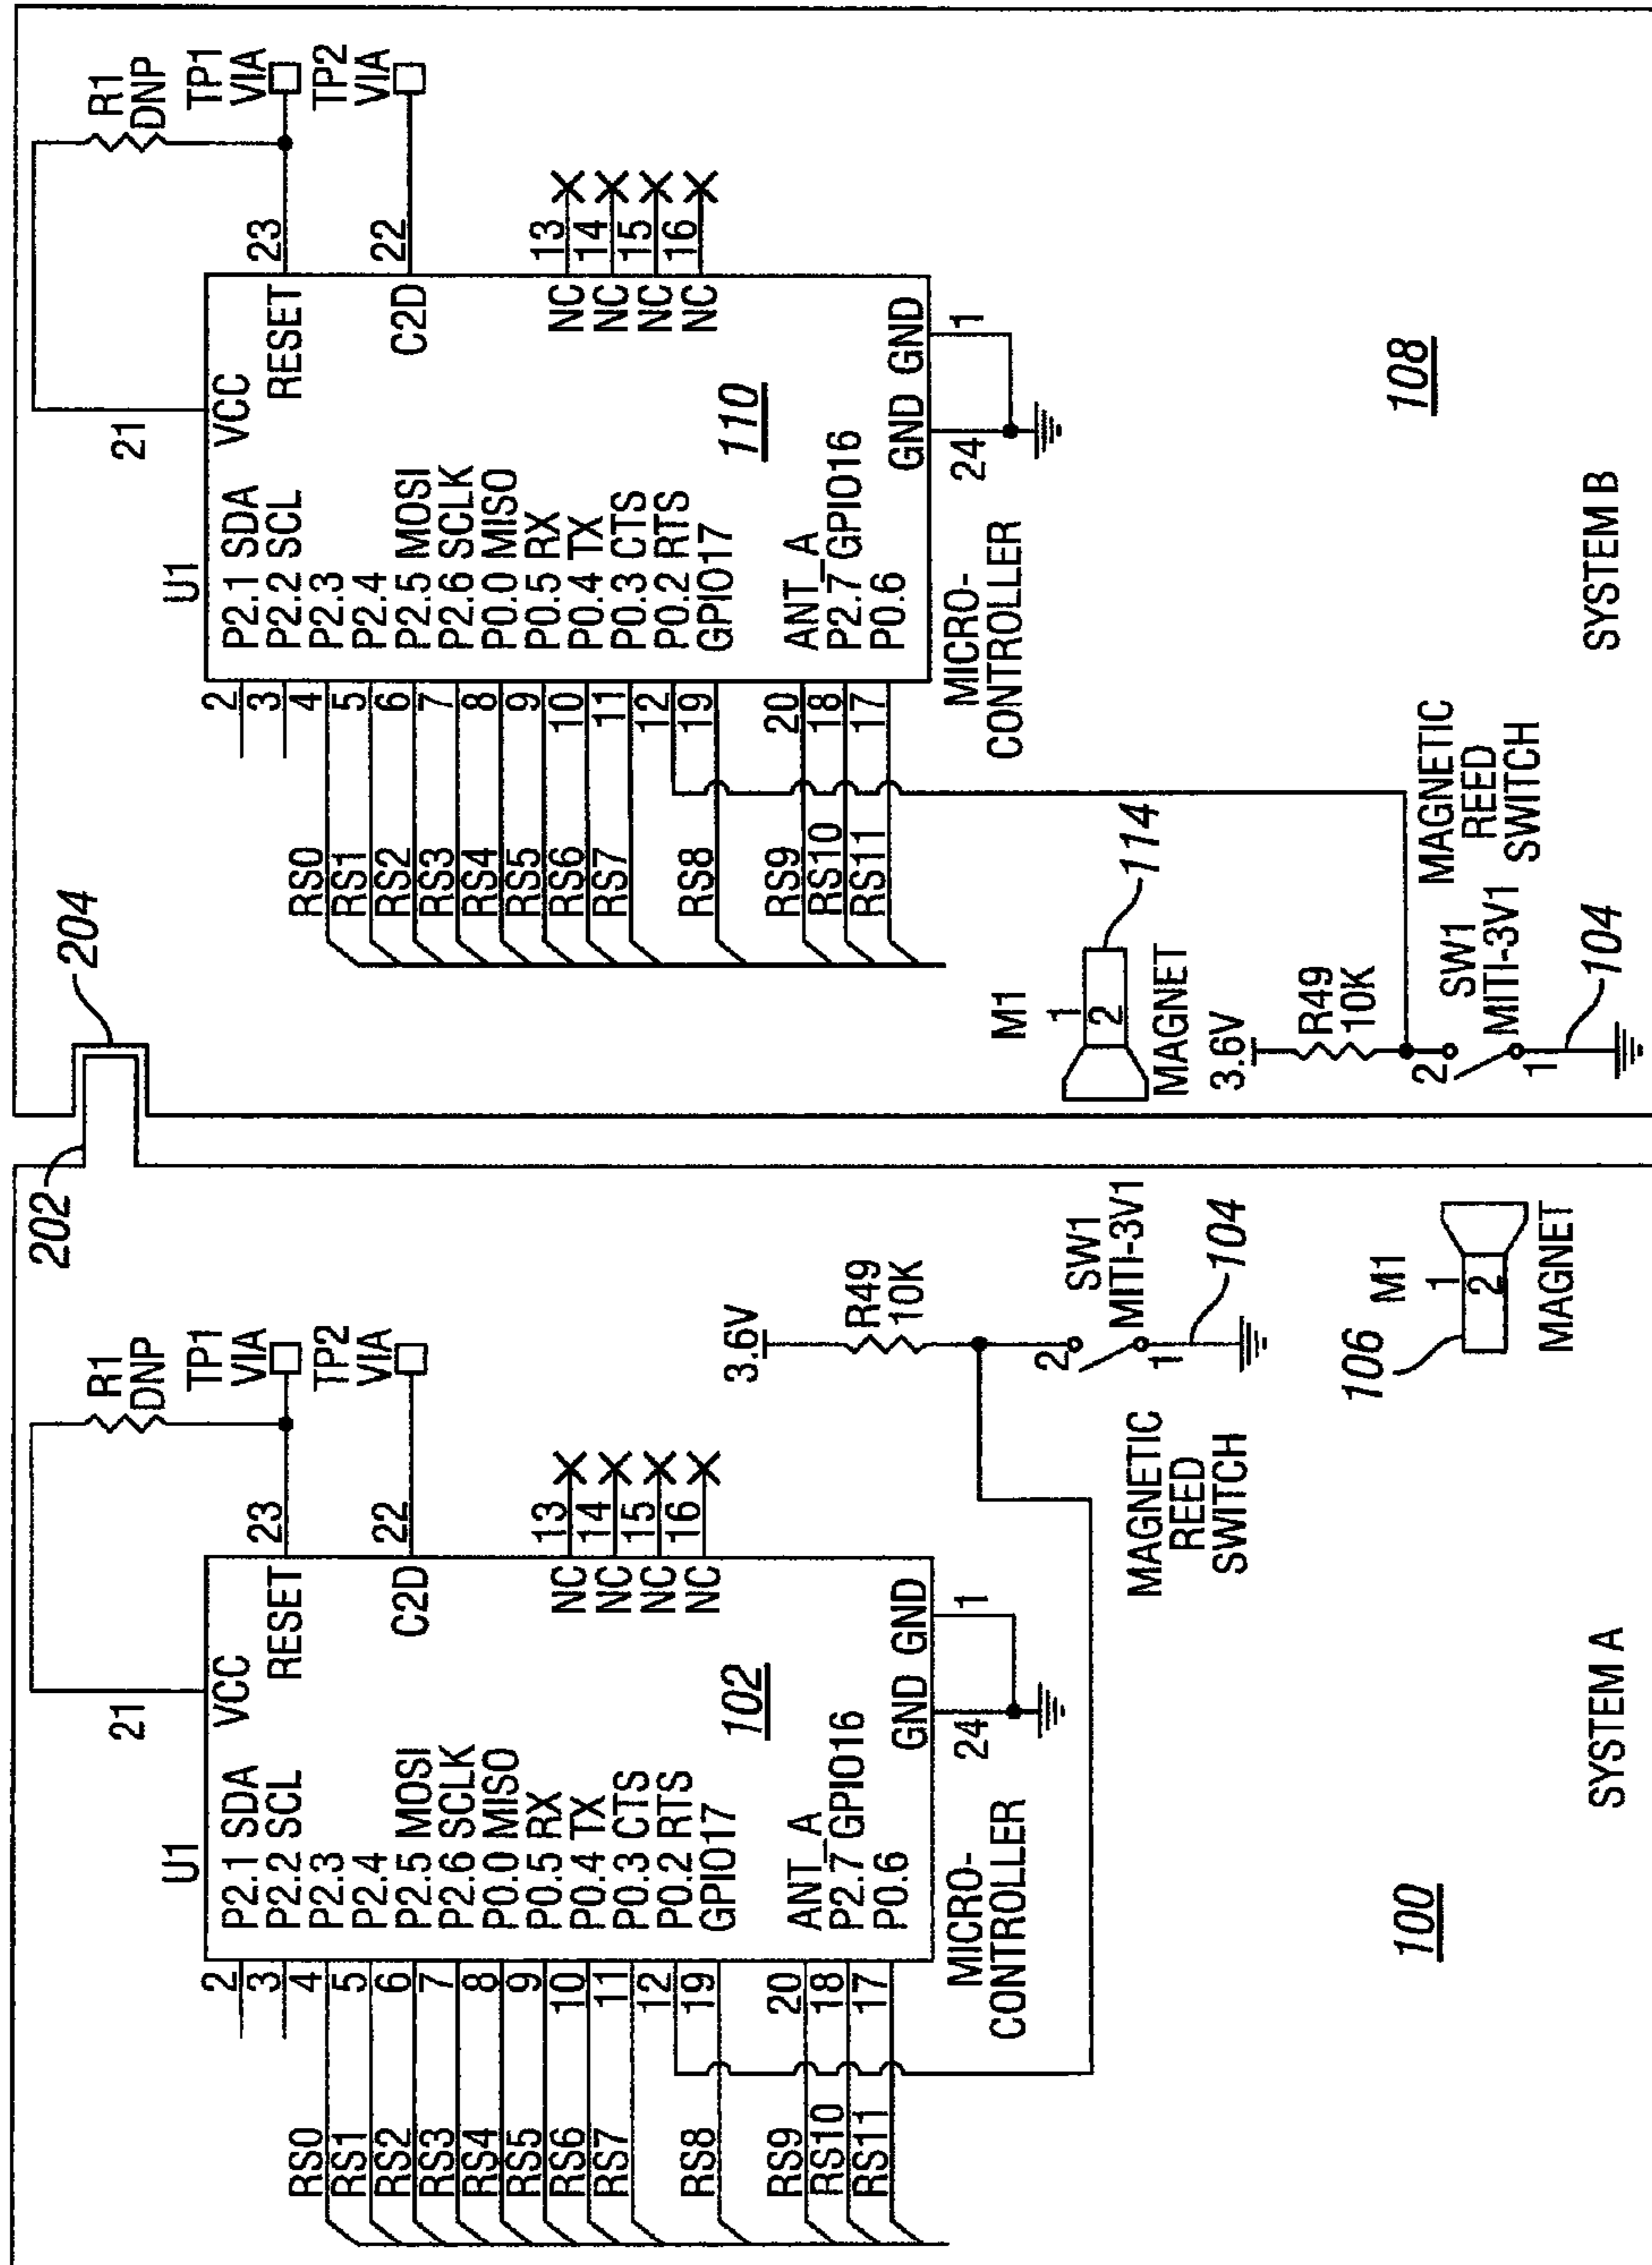 202
204
U1
21
VCC
R1
DNP
TP1
VIA
TP2
VIA
23
RESET
22
C2D
2
P2.1 SDA
3
P2.2 SCL
RS0
4
P2.3
RS1
5
P2.4
RS2
6
P2.5 MOSI
RS3
7
P2.6 SCLK
RS4
8
P0.0 MISO
RS5
9
P0.5 RX
RS6
10
P0.4 TX
RS7
11
P0.3 CTS
12
P0.2 RTS
RS8
19
GPIO17
RS9
20
ANT_A
RS10
18
P2.7 GPIO16
RS11
17
P0.6
NC
13
NC
14
NC
15
NC
16
102
GND GND
24
1
MICRO-
CONTROLLER
3.6V
R49
10K
2
1
SW1
MITI-3V1
104
MAGNETIC
REED
SWITCH
106
M1
1
2
MAGNET
100
SYSTEM A
U1
21
VCC
R1
DNP
TP1
VIA
TP2
VIA
23
RESET
22
C2D
2
P2.1 SDA
3
P2.2 SCL
RS0
4
P2.3
RS1
5
P2.4
RS2
6
P2.5 MOSI
RS3
7
P2.6 SCLK
RS4
8
P0.0 MISO
RS5
9
P0.5 RX
RS6
10
P0.4 TX
RS7
11
P0.3 CTS
12
P0.2 RTS
RS8
19
GPIO17
RS9
20
ANT_A
RS10
18
P2.7 GPIO16
RS11
17
P0.6
NC
13
NC
14
NC
15
NC
16
110
GND GND
24
1
MICRO-
CONTROLLER
M1
1
2
MAGNET
114
3.6V
R49
10K
2
1
SW1
MITI-3V1
104
MAGNETIC
REED
SWITCH
108
SYSTEM B